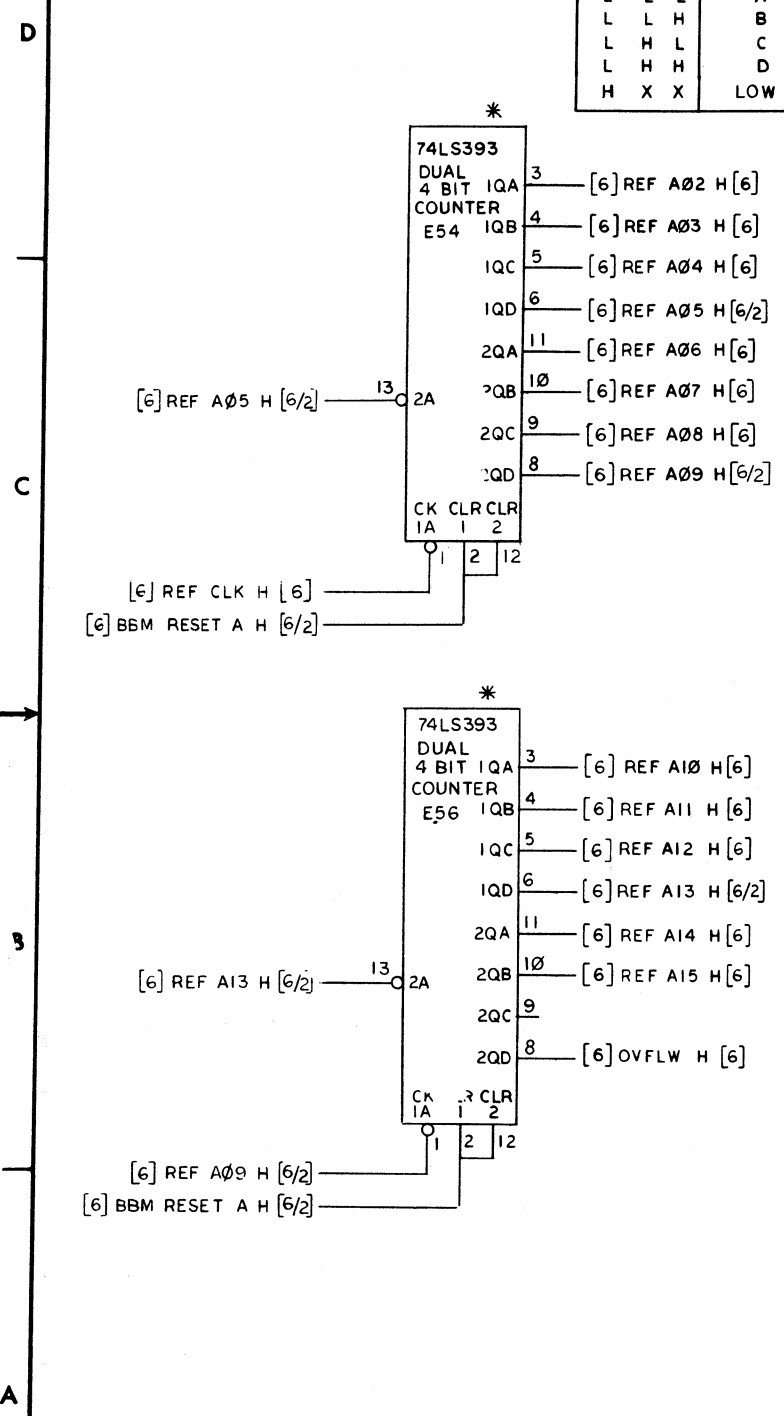 D
L L H B
L H L C
L H H D
H X X LOW
*
74LS393
DUAL
4 BIT 1QA 3 [6] REF AØ2 H [6]
COUNTER
E54 1QB 4 [6] REF AØ3 H [6]
1QC 5 [6] REF AØ4 H [6]
1QD 6 [6] REF AØ5 H [6/2]
2QA 11 [6] REF AØ6 H [6]
[6] REF AØ5 H [6/2] 13 2A
2QB 1Ø [6] REF AØ7 H [6]
2QC 9 [6] REF AØ8 H [6]
2QD 8 [6] REF AØ9 H [6/2]
C
CK CLR CLR
1A 1 2
1 2 12
[6] REF CLK H [6]
[6] BBM RESET A H [6/2]
*
74LS393
DUAL
4 BIT 1QA 3 [6] REF A1Ø H [6]
COUNTER
E56 1QB 4 [6] REF A11 H [6]
1QC 5 [6] REF A12 H [6]
1QD 6 [6] REF A13 H [6/2]
B
2QA 11 [6] REF A14 H [6]
[6] REF A13 H [6/2] 13 2A
2QB 1Ø [6] REF A15 H [6]
2QC 9
2QD 8 [6] OVFLW H [6]
CK CLR
1A 1 2
1 2 12
[6] REF AØ9 H [6/2]
[6] BBM RESET A H [6/2]
A